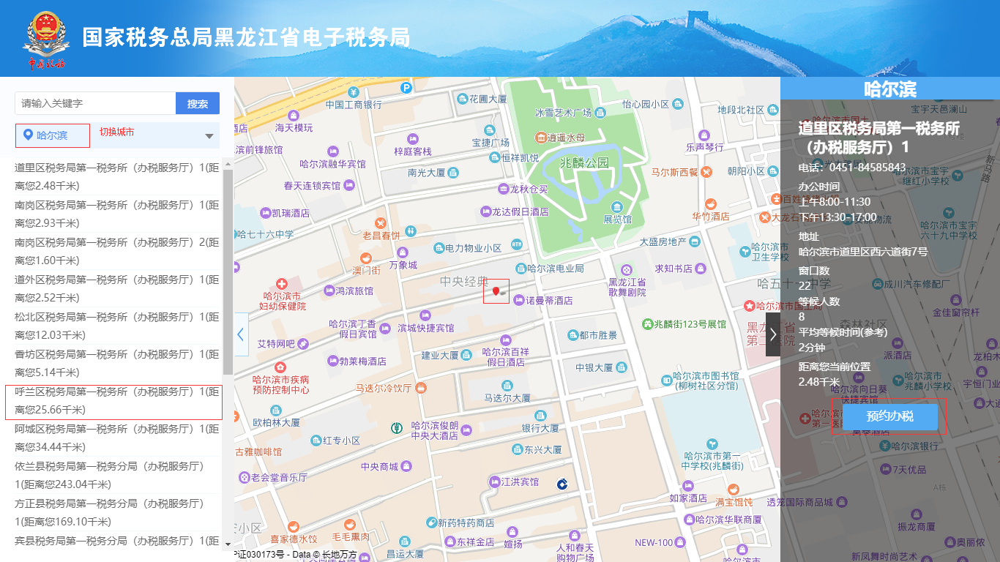 国家税务总局黑龙江省电子税务局
中国税务
请输入关键字
搜索
哈尔滨
切换城市
道里区税务局第一税务所（办税服务厅）1(距
离您2.48千米)
南岗区税务局第一税务所（办税服务厅）1(距
离您2.93千米)
南岗区税务局第一税务所（办税服务厅）2(距
离您1.60千米)
道外区税务局第一税务所（办税服务厅）1(距
离您2.52千米)
松北区税务局第一税务所（办税服务厅）1(距
离您12.03千米)
香坊区税务局第一税务所（办税服务厅）1(距
离您5.14千米)
呼兰区税务局第一税务所（办税服务厅）1(距
离您25.66千米)
阿城区税务局第一税务所（办税服务厅）1(距
离您34.44千米)
依兰县税务局第一税务分局（办税服务厅）
1(距离您243.04千米)
方正县税务局第一税务分局（办税服务厅）
1(距离您169.10千米)
宾县税务局第一税务分局（办税服务厅）1(距
中国工商银行
P
花圃大厦
冰雪艺术广场
怡心园小区
地段北社区
酒店
海天模玩
宝捷广场
逍遥水母
乐声琴行
滨前锋旅馆
哈尔滨融华宾馆
梓庭客栈
恒祥凯悦
兆麟公园
马尔斯西餐
朝阳小区
春天连锁宾馆
南光大厦
龙秋仓买
凯瑞酒店
龙达假日酒店
展览馆
华竹酒店
哈七十六中学
老昌春饼
电力物业小区
ATM
大盛房地产
哈尔滨市
卫生学校
澳门街
万象城
哈尔滨电业局
求知书店
中央经典
黑龙江省
歌舞剧院
哈五十一中学
哈尔滨市
妇幼保健院
鸿滨旅馆
诺曼蒂酒店
哈尔滨丁香
假日宾馆
滨城快捷宾馆
兆麟街123号展馆
艾特网吧
哈尔滨百祥
假日酒店
都市胜景
勃莱梅酒店
建业大厦
中银大厦
哈尔滨市疾病
预防控制中心
马迭尔冷饮厅
马迭尔大厦
哈尔滨市图书馆
(柳树社区分馆)
欧柏林大厦
哈尔滨俊朗
中央大酒店
银行大厦
古雅咖啡馆
红专小区
东兴大厦
哈尔滨市第一
中学校(兆麟街)
中央商城
老会堂音乐厅
江洪宾馆
如家酒店
满宝馄饨
透笼国际商品城
安小区
喜家德水饺
毛毛熏肉
新药特药商店
哈尔滨华联商厦
东祥金店
媗扬
人和春天
购物广场
NEW-100
昌运大厦
证030173号 - Data © 长地万方
哈尔滨
道里区税务局第一税务所
（办税服务厅）1
电话：0451-84585843
办公时间
上午8:00-11:30
下午13:30-17:00
地址
哈尔滨市道里区西六道街7号
窗口数
22
等候人数
8
平均等候时间(参考)
2分钟
距离您当前位置
2.48千米
预约办税
宝宇天邑澜山
新马路
哈尔滨市宝宇
继红小学校
哈尔滨市宝宇
六十九中学校
成川汽车修配厂
金佳窗帘杆
森林社区
派酒店
哈尔滨市
兆麟小学校
哈尔滨向日葵
快捷宾馆
哈尔滨银行
7天优品
A栋
振龙商厦
奥丽侬
新凤舞时尚艺术